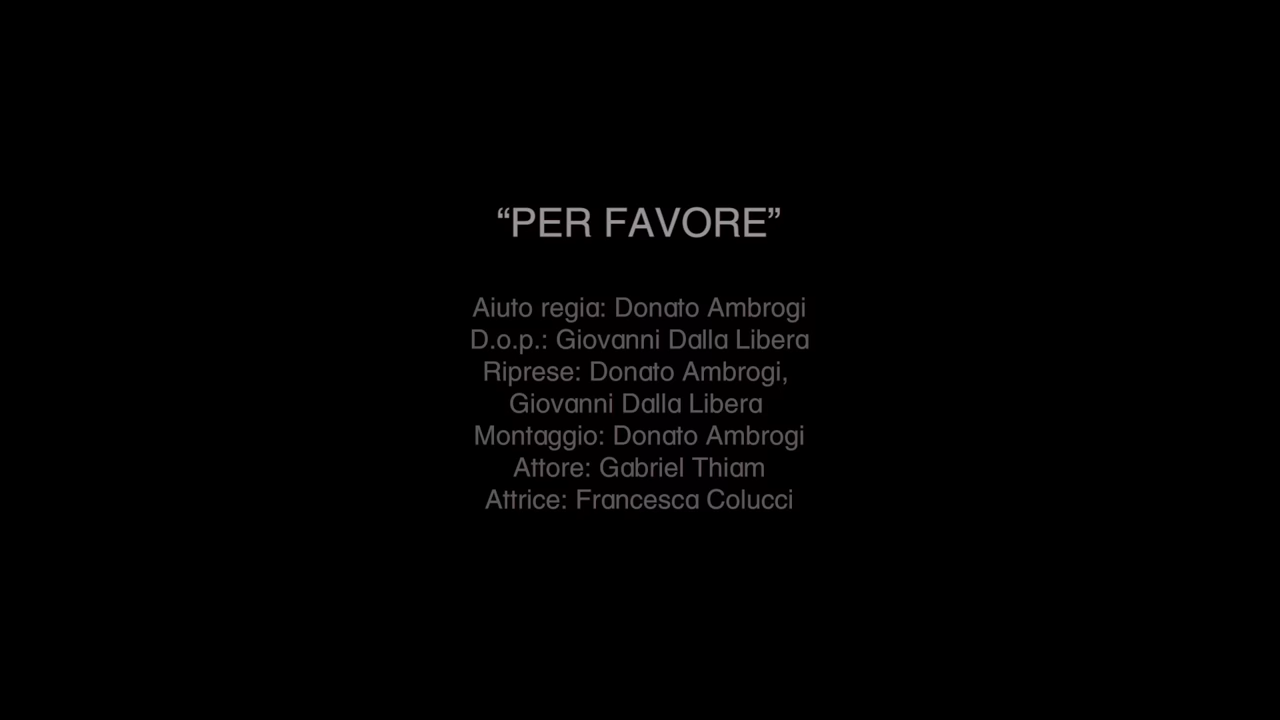 “PER FAVORE”
Aiuto regia: Donato Ambrogi
D.o.p.: Giovanni Dalla Libera
Riprese: Donato Ambrogi,
Giovanni Dalla Libera
Montaggio: Donato Ambrogi
Attore: Gabriel Thiam
Attrice: Francesca Colucci